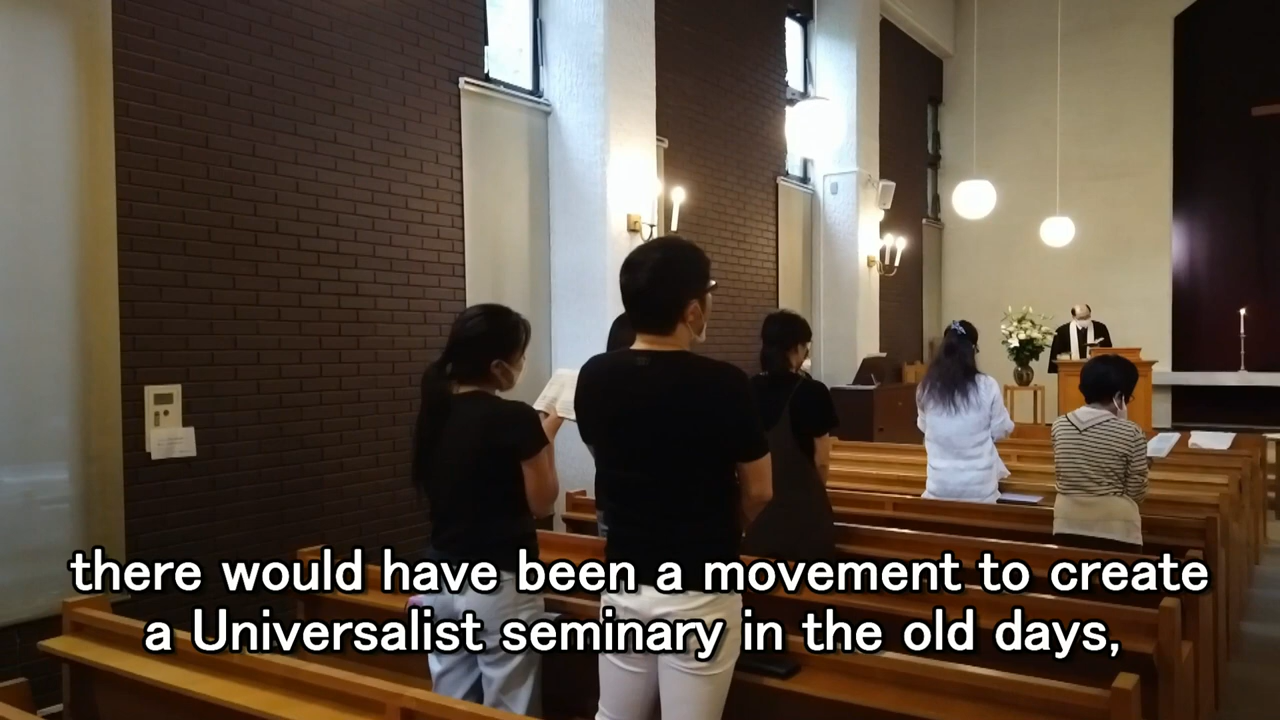 there would have been a movement to create
a Universalist seminary in the old days,